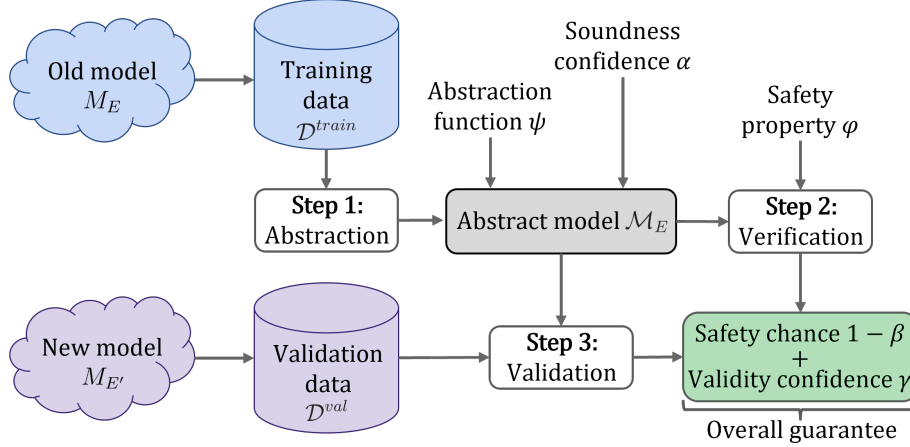 Old model
M_E
Training
data
𝒟^train
Soundness
confidence α
Abstraction
function ψ
Safety
property φ
Step 1:
Abstraction
Abstract model ℳ_E
Step 2:
Verification
New model
M_E′
Validation
data
𝒟^val
Step 3:
Validation
Safety chance 1 − β
+
Validity confidence γ
Overall guarantee